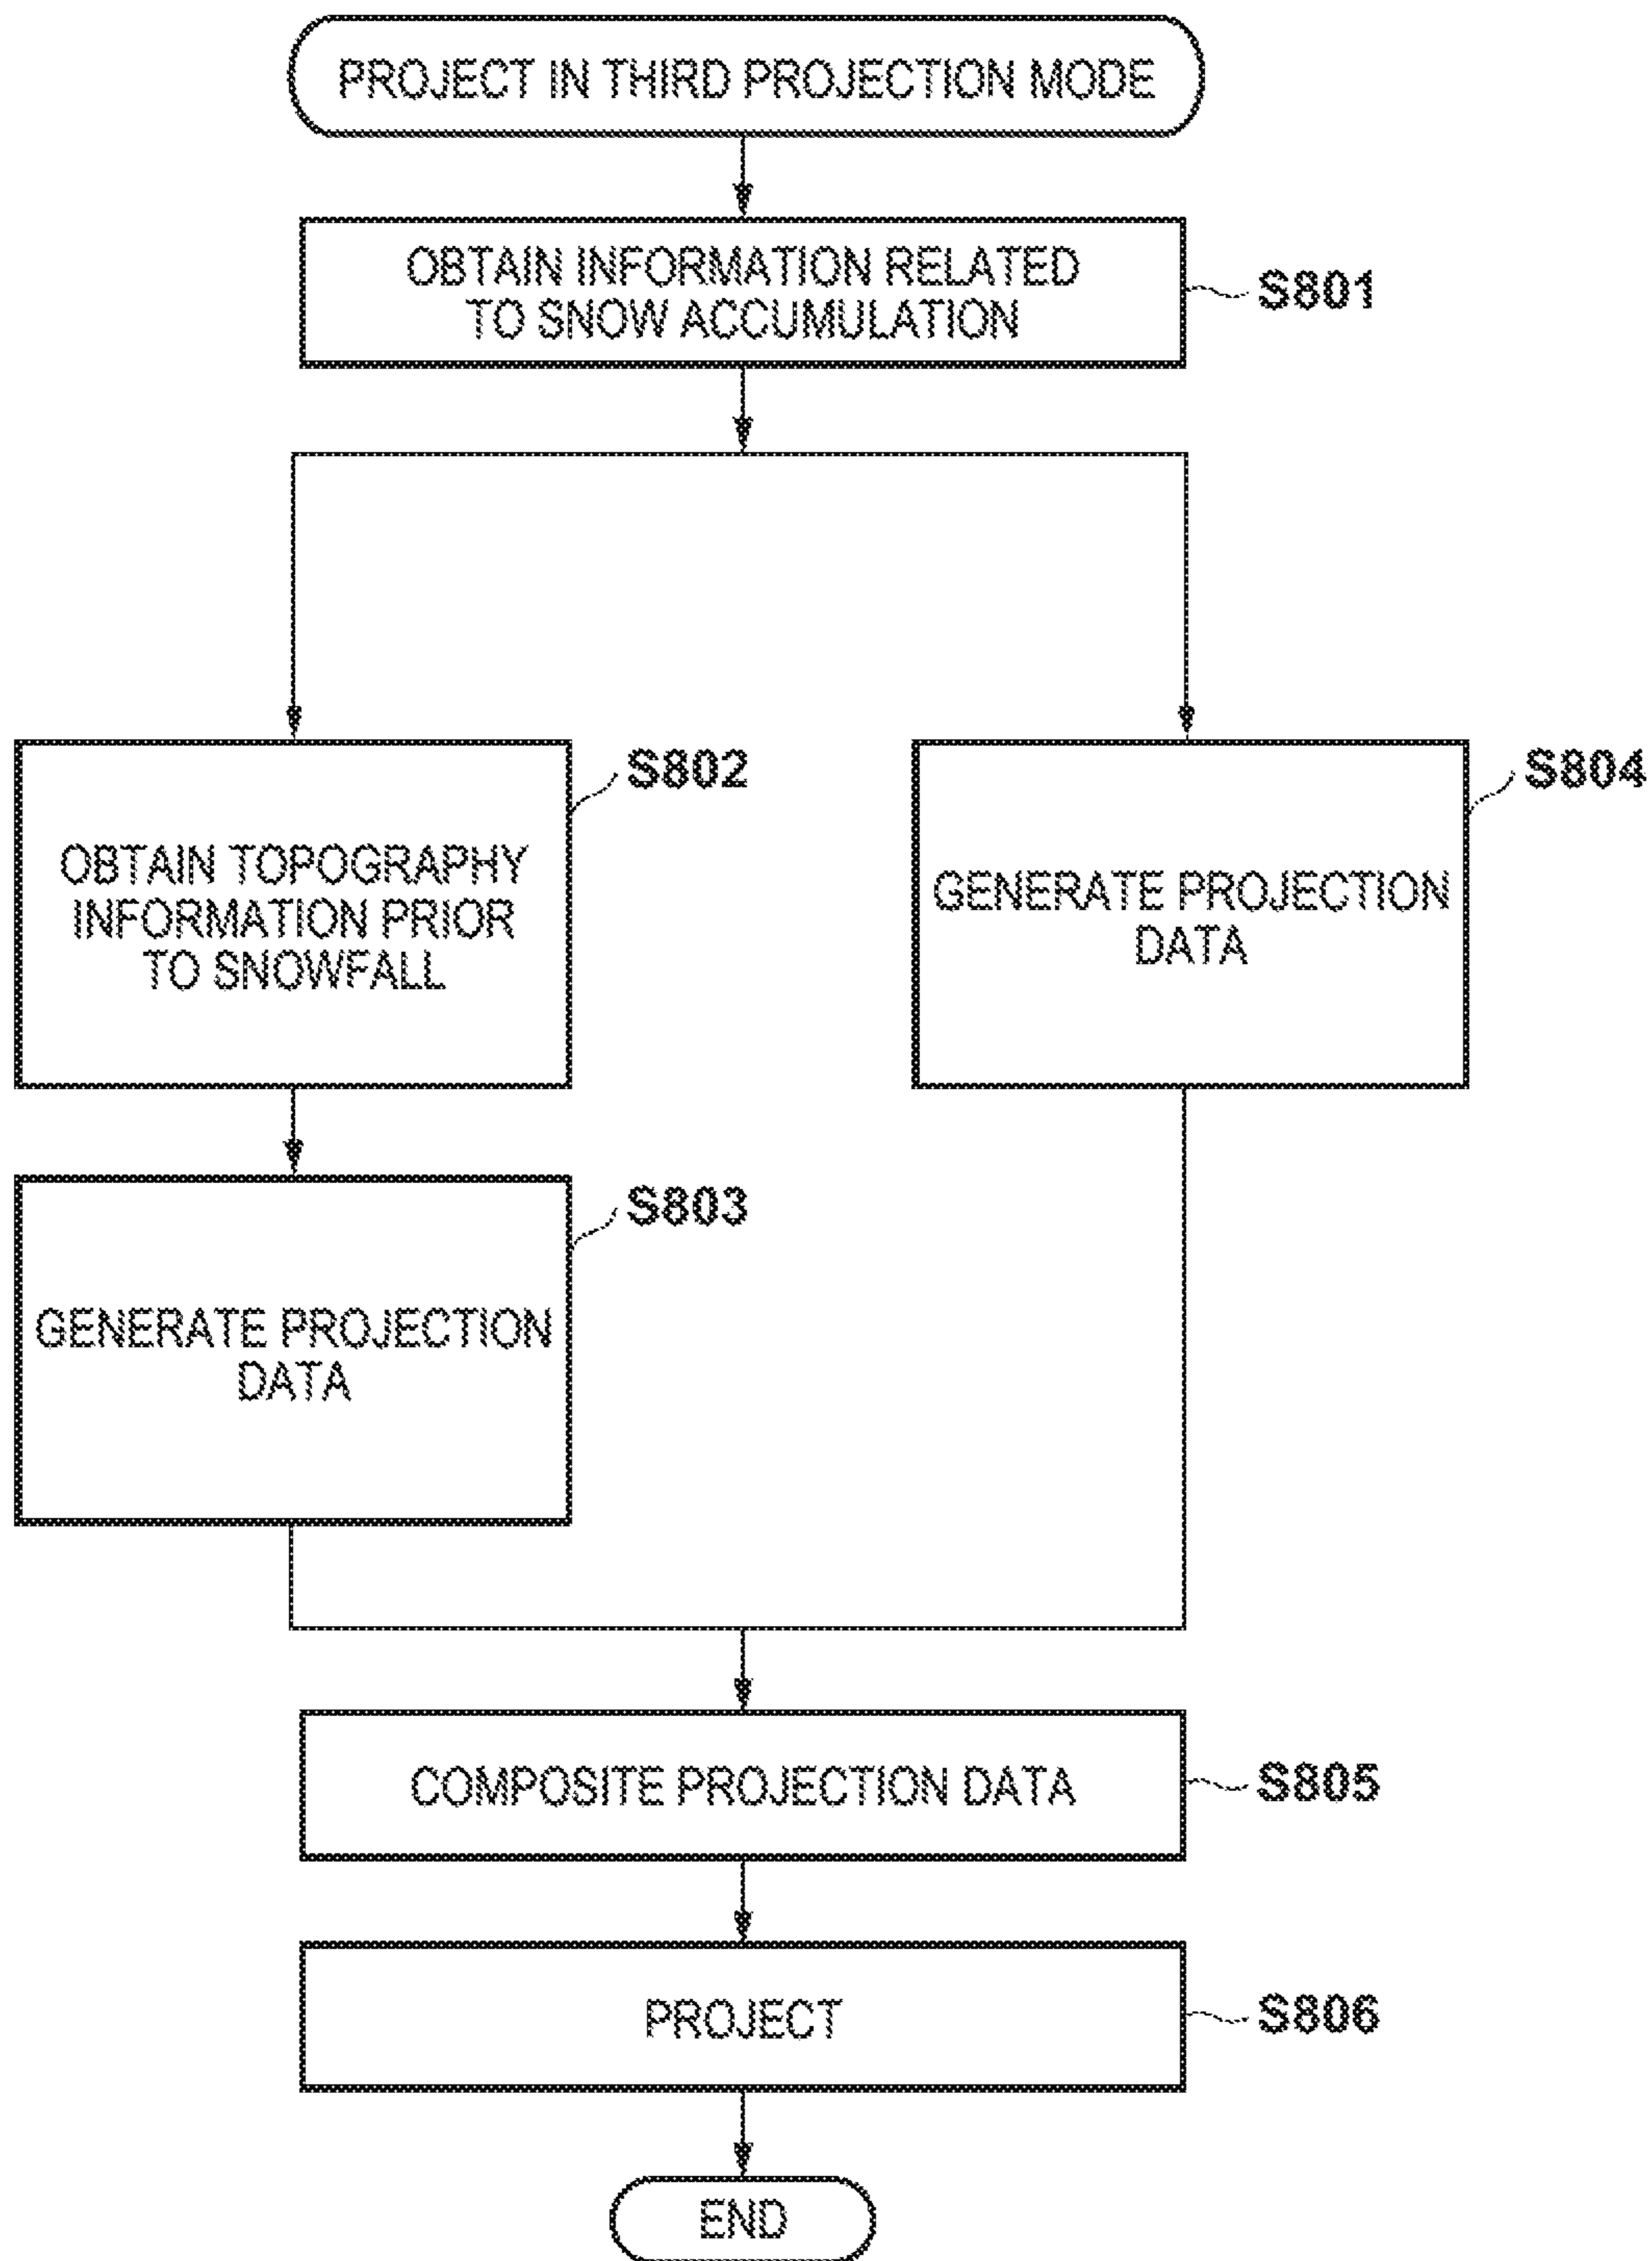 PROJECT IN THIRD PROJECTION MODE
OBTAIN INFORMATION RELATED
TO SNOW ACCUMULATION
S801
S802
OBTAIN TOPOGRAPHY
INFORMATION PRIOR
TO SNOWFALL
S804
GENERATE PROJECTION
DATA
S803
GENERATE PROJECTION
DATA
COMPOSITE PROJECTION DATA
S805
PROJECT
S806
END